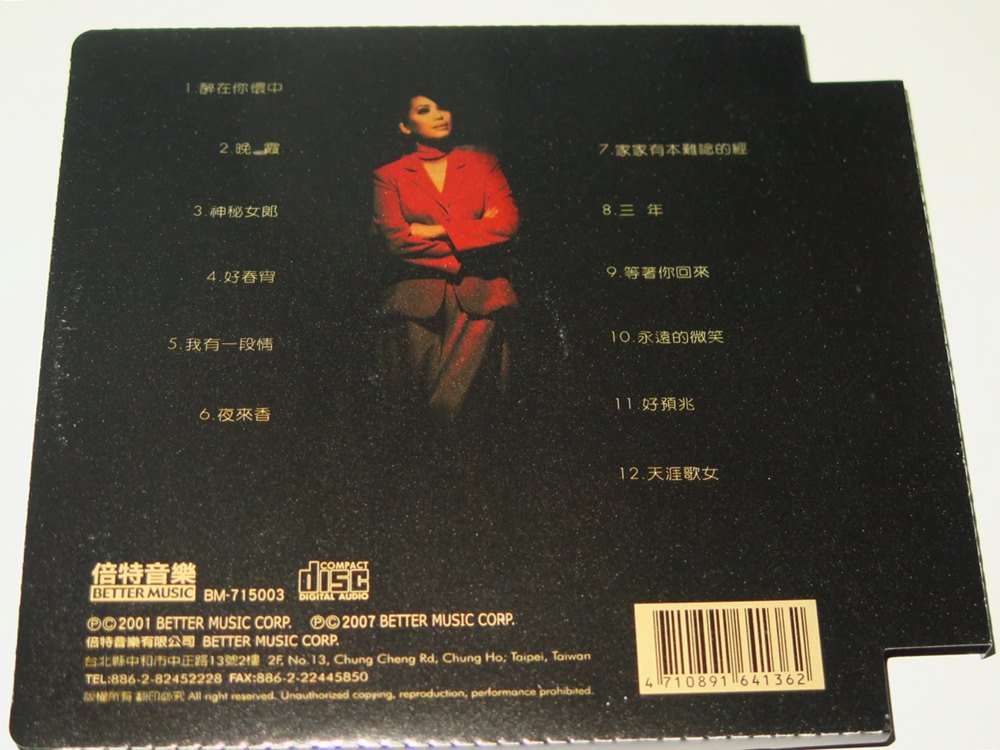 1.醉在你懷中
2.晚 霞
3.神秘女郎
4.好春宵
5.我有一段情
6.夜來香
7.家家有本難唸的經
8.三 年
9.等著你回來
10.永遠的微笑
11.好預兆
12.天涯歌女
倍特音樂
BETTER MUSIC
BM-715003
COMPACT
disc
DIGITAL AUDIO
ⓅⒸ2001 BETTER MUSIC CORP. ⓅⒸ2007 BETTER MUSIC CORP.
倍特音樂有限公司 BETTER MUSIC CORP.
台北縣中和市中正路13號2樓 2F, No.13, Chung Cheng Rd, Chung Ho; Taipei, Taiwan
TEL:886-2-82452228 FAX:886-2-22445850
版權所有 翻印必究 All right reserved. Unauthorized copying, reproduction, performance prohibited.
4 710891 641362